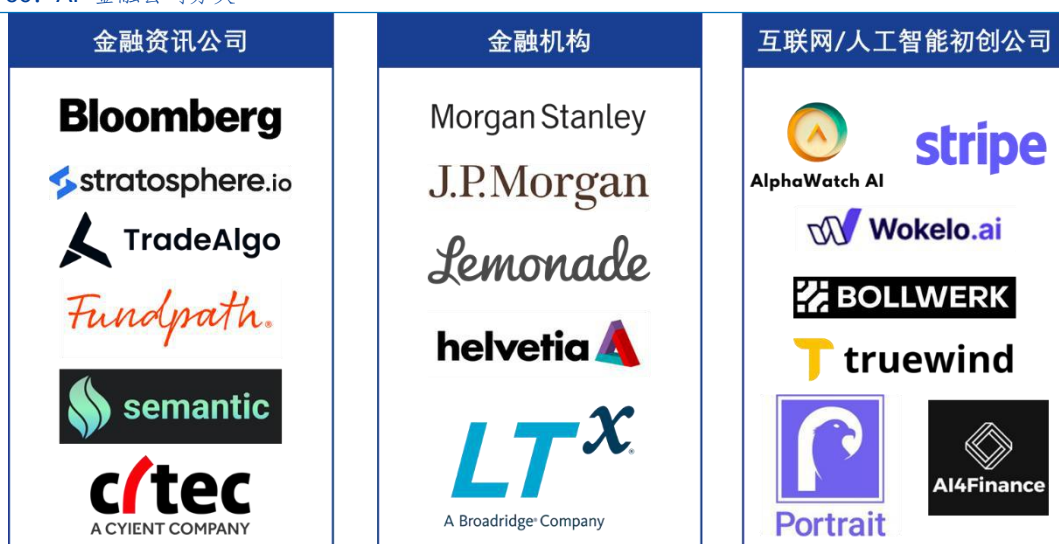 金融资讯公司
Bloomberg
stratosphere.io
TradeAlgo
Fundpath®
semantic
citec
A CYIENT COMPANY
金融机构
Morgan Stanley
J.P.Morgan
Lemonade
helvetia
LTx®
A Broadridge® Company
互联网/人工智能初创公司
AlphaWatch AI
stripe
Wokelo.ai
BOLLWERK
truewind
Portrait
AI4Finance